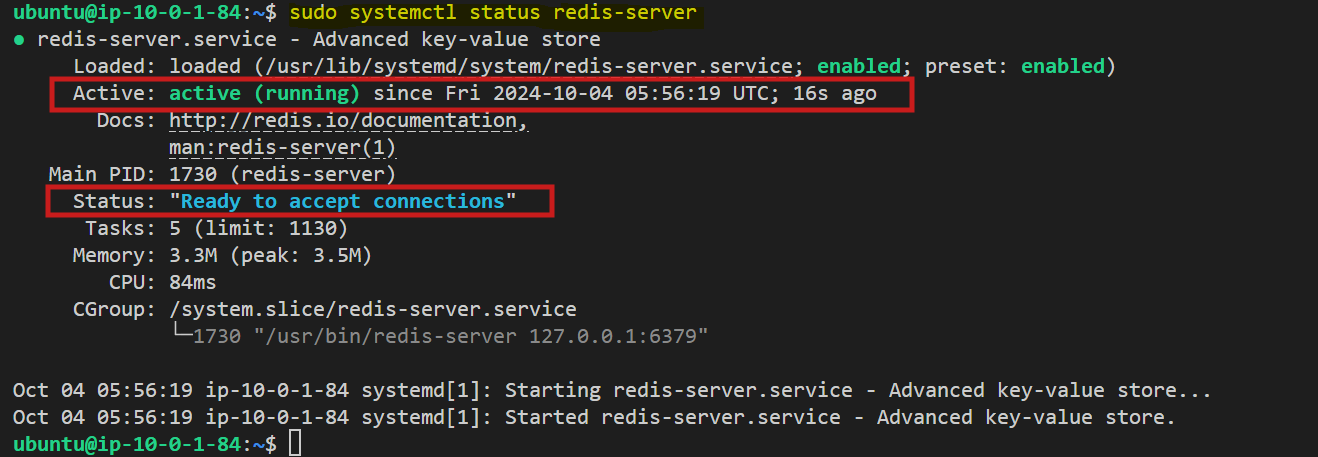 ubuntu@ip-10-0-1-84:~$ sudo systemctl status redis-server
● redis-server.service - Advanced key-value store
Loaded: loaded (/usr/lib/systemd/system/redis-server.service; enabled; preset: enabled)
Active: active (running) since Fri 2024-10-04 05:56:19 UTC; 16s ago
Docs: http://redis.io/documentation,
man:redis-server(1)
Main PID: 1730 (redis-server)
Status: "Ready to accept connections"
Tasks: 5 (limit: 1130)
Memory: 3.3M (peak: 3.5M)
CPU: 84ms
CGroup: /system.slice/redis-server.service
└─1730 "/usr/bin/redis-server 127.0.0.1:6379"
Oct 04 05:56:19 ip-10-0-1-84 systemd[1]: Starting redis-server.service - Advanced key-value store...
Oct 04 05:56:19 ip-10-0-1-84 systemd[1]: Started redis-server.service - Advanced key-value store.
ubuntu@ip-10-0-1-84:~$